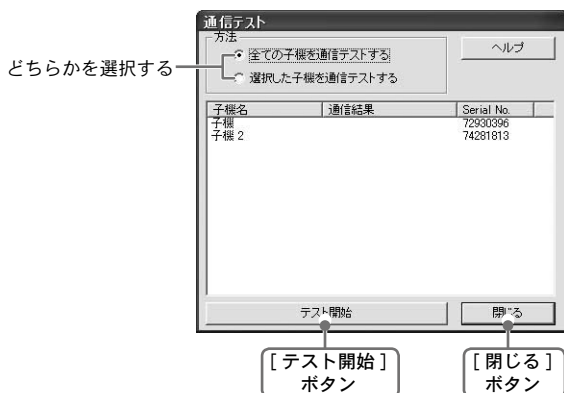 通信テスト
方法
全ての子機を通信テストする
ヘルプ
どちらかを選択する
選択した子機を通信テストする
子機名 通信結果 Serial No.
子機 72930396
子機 2 74281813
テスト開始 閉じる
[ テスト開始 ]
ボタン
[ 閉じる ]
ボタン